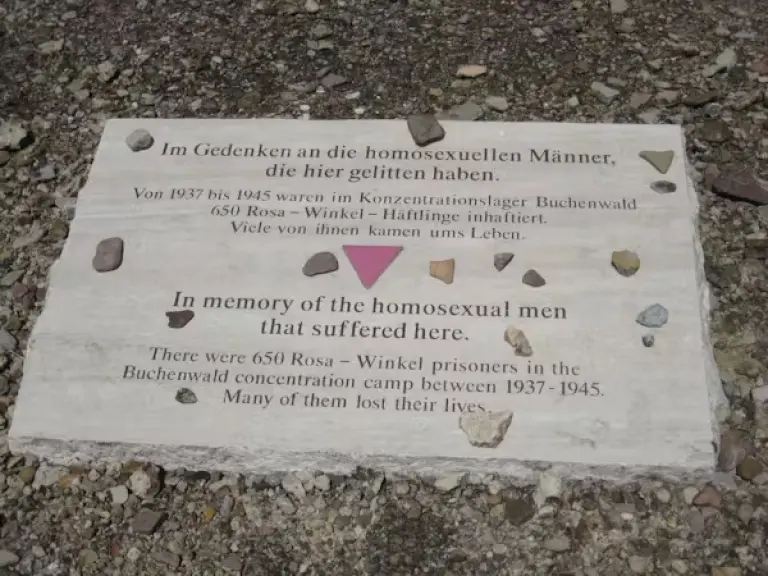 Im Gedenken an die homosexuellen Männer,
die hier gelitten haben.
Von 1937 bis 1945 waren im Konzentrationslager Buchenwald
650 Rosa – Winkel – Häftlinge inhaftiert.
Viele von ihnen kamen ums Leben.
In memory of the homosexual men
that suffered here.
There were 650 Rosa – Winkel prisoners in the
Buchenwald concentration camp between 1937-1945.
Many of them lost their lives.